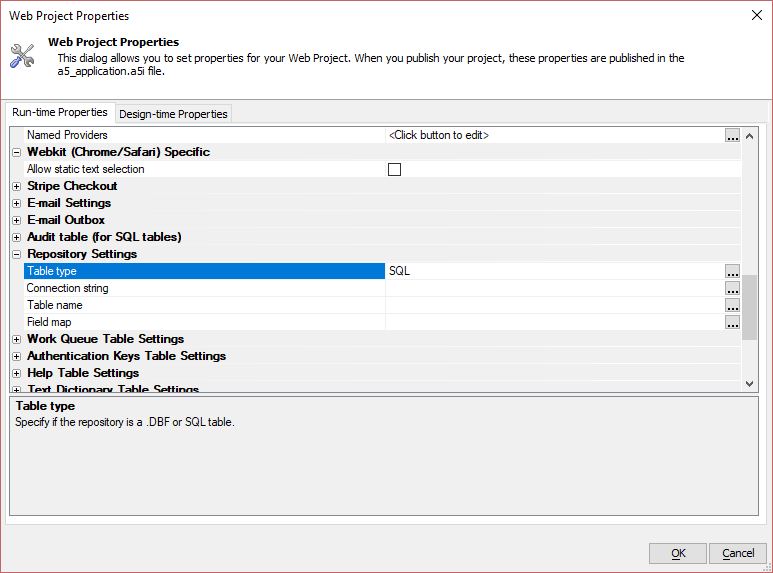 Web Project Properties
Web Project Properties
This dialog allows you to set properties for your Web Project. When you publish your project, these properties are published in the
a5_application.a5i file.
Run-time Properties
Design-time Properties
Named Providers <Click button to edit> ...
Webkit (Chrome/Safari) Specific
Allow static text selection
Stripe Checkout
E-mail Settings
E-mail Outbox
Audit table (for SQL tables)
Repository Settings
Table type SQL ...
Connection string ...
Table name ...
Field map ...
Work Queue Table Settings
Authentication Keys Table Settings
Help Table Settings
Text Dictionary Table Settings
Table type
Specify if the repository is a .DBF or SQL table.
OK Cancel